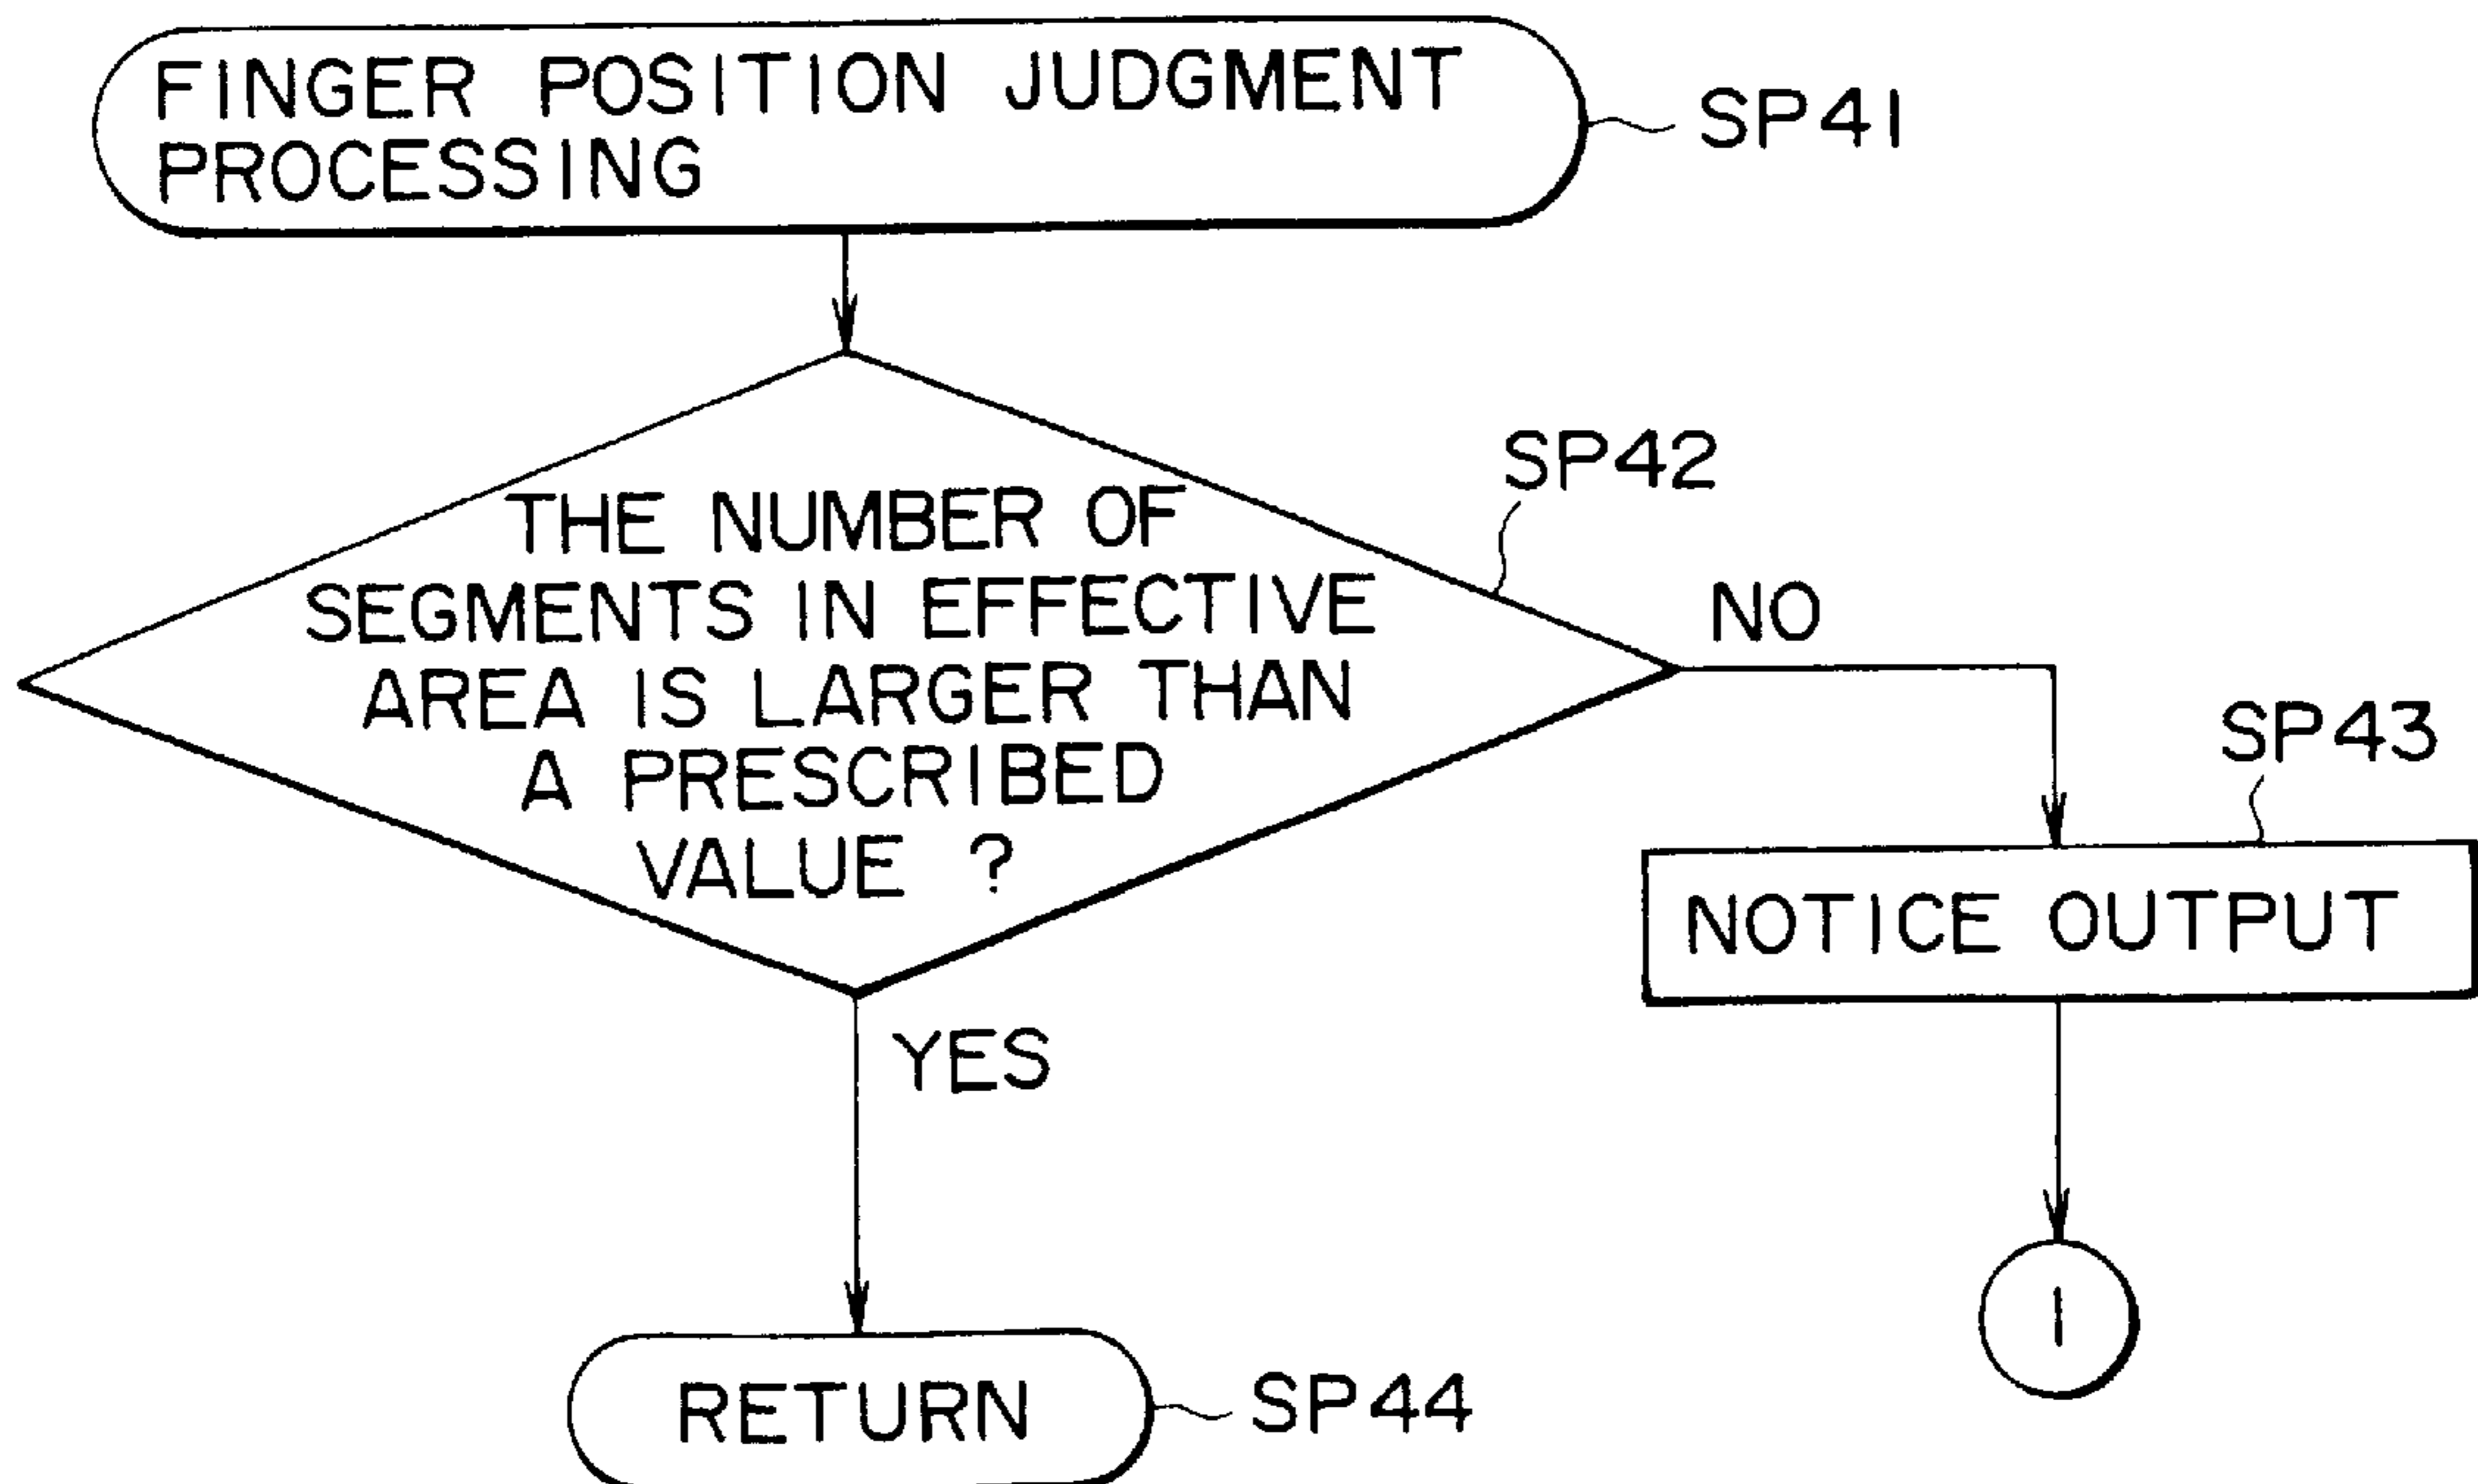 FINGER POSITION JUDGMENT
PROCESSING
SP41
SP42
THE NUMBER OF
SEGMENTS IN EFFECTIVE
AREA IS LARGER THAN
A PRESCRIBED
VALUE ?
NO
SP43
NOTICE OUTPUT
YES
1
RETURN
SP44